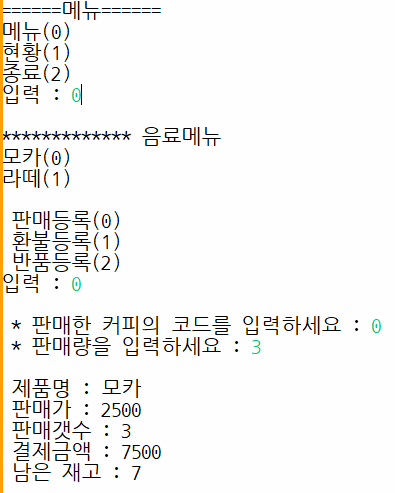 ======메뉴======
메뉴(0)
현황(1)
종료(2)
입력 : 0
************* 음료메뉴
모카(0)
라떼(1)
판매등록(0)
환불등록(1)
반품등록(2)
입력 : 0
* 판매한 커피의 코드를 입력하세요 : 0
* 판매량을 입력하세요 : 3
제품명 : 모카
판매가 : 2500
판매갯수 : 3
결제금액 : 7500
남은 재고 : 7